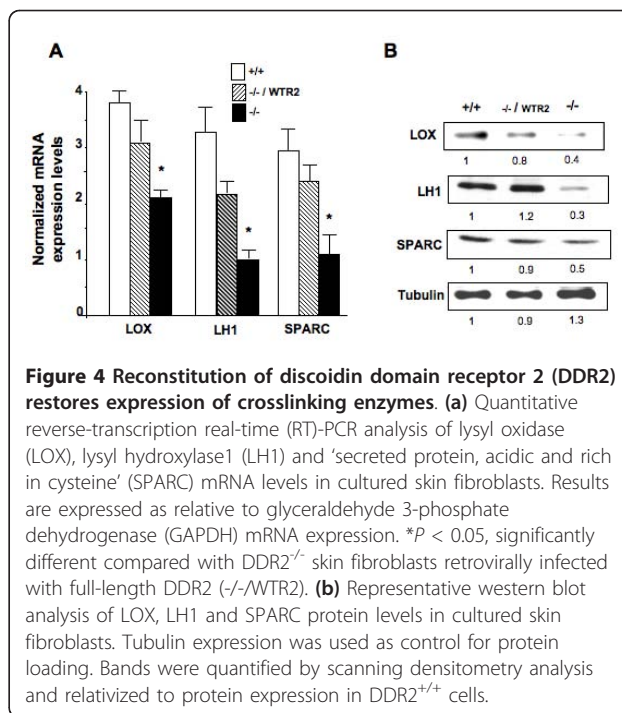 A
B
+/+
-/- / WTR2
-/-
Normalized mRNA
expression levels
4
3
2
1
0
*
*
*
LOX
LH1
SPARC
+/+
-/- / WTR2
-/-
LOX
1
0.8
0.4
LH1
1
1.2
0.3
SPARC
1
0.9
0.5
Tubulin
1
0.9
1.3
Figure 4 Reconstitution of discoidin domain receptor 2 (DDR2)
restores expression of crosslinking enzymes. (a) Quantitative
reverse-transcription real-time (RT)-PCR analysis of lysyl oxidase
(LOX), lysyl hydroxylase1 (LH1) and ‘secreted protein, acidic and rich
in cysteine’ (SPARC) mRNA levels in cultured skin fibroblasts. Results
are expressed as relative to glyceraldehyde 3-phosphate
dehydrogenase (GAPDH) mRNA expression. *P < 0.05, significantly
different compared with DDR2-/- skin fibroblasts retrovirally infected
with full-length DDR2 (-/-/WTR2). (b) Representative western blot
analysis of LOX, LH1 and SPARC protein levels in cultured skin
fibroblasts. Tubulin expression was used as control for protein
loading. Bands were quantified by scanning densitometry analysis
and relativized to protein expression in DDR2+/+ cells.